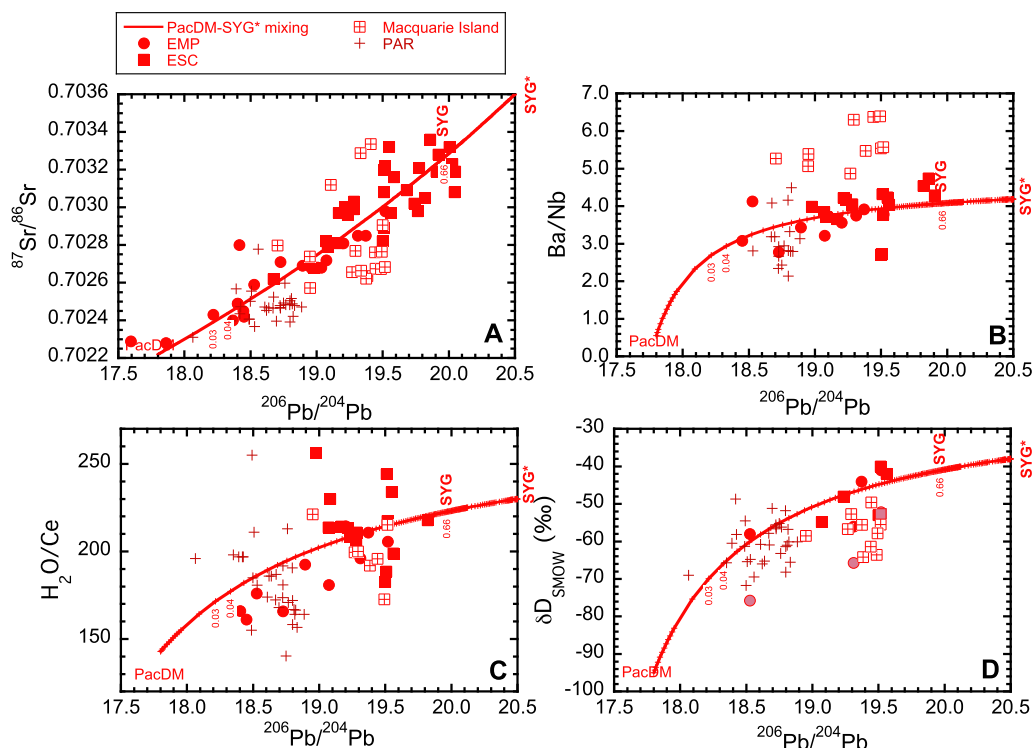 PacDM-SYG* mixing
EMP
ESC
Macquarie Island
PAR
0.7036
0.7034
0.7032
0.7030
0.7028
0.7026
0.7024
0.7022
87Sr/86Sr
SYG
SYG*
0.66
0.03
0.04
PacDM
A
17.5 18.0 18.5 19.0 19.5 20.0 20.5
206Pb/204Pb
7.0
6.0
5.0
4.0
3.0
2.0
1.0
0.0
Ba/Nb
SYG
SYG*
0.66
0.03
0.04
PacDM
B
17.5 18.0 18.5 19.0 19.5 20.0 20.5
206Pb/204Pb
250
200
150
H2O/Ce
SYG
SYG*
0.66
0.03
0.04
PacDM
C
17.5 18.0 18.5 19.0 19.5 20.0 20.5
206Pb/204Pb
-30
-40
-50
-60
-70
-80
-90
-100
δDSMOW (‰)
SYG
SYG*
0.66
0.03
0.04
PacDM
D
17.5 18.0 18.5 19.0 19.5 20.0 20.5
206Pb/204Pb